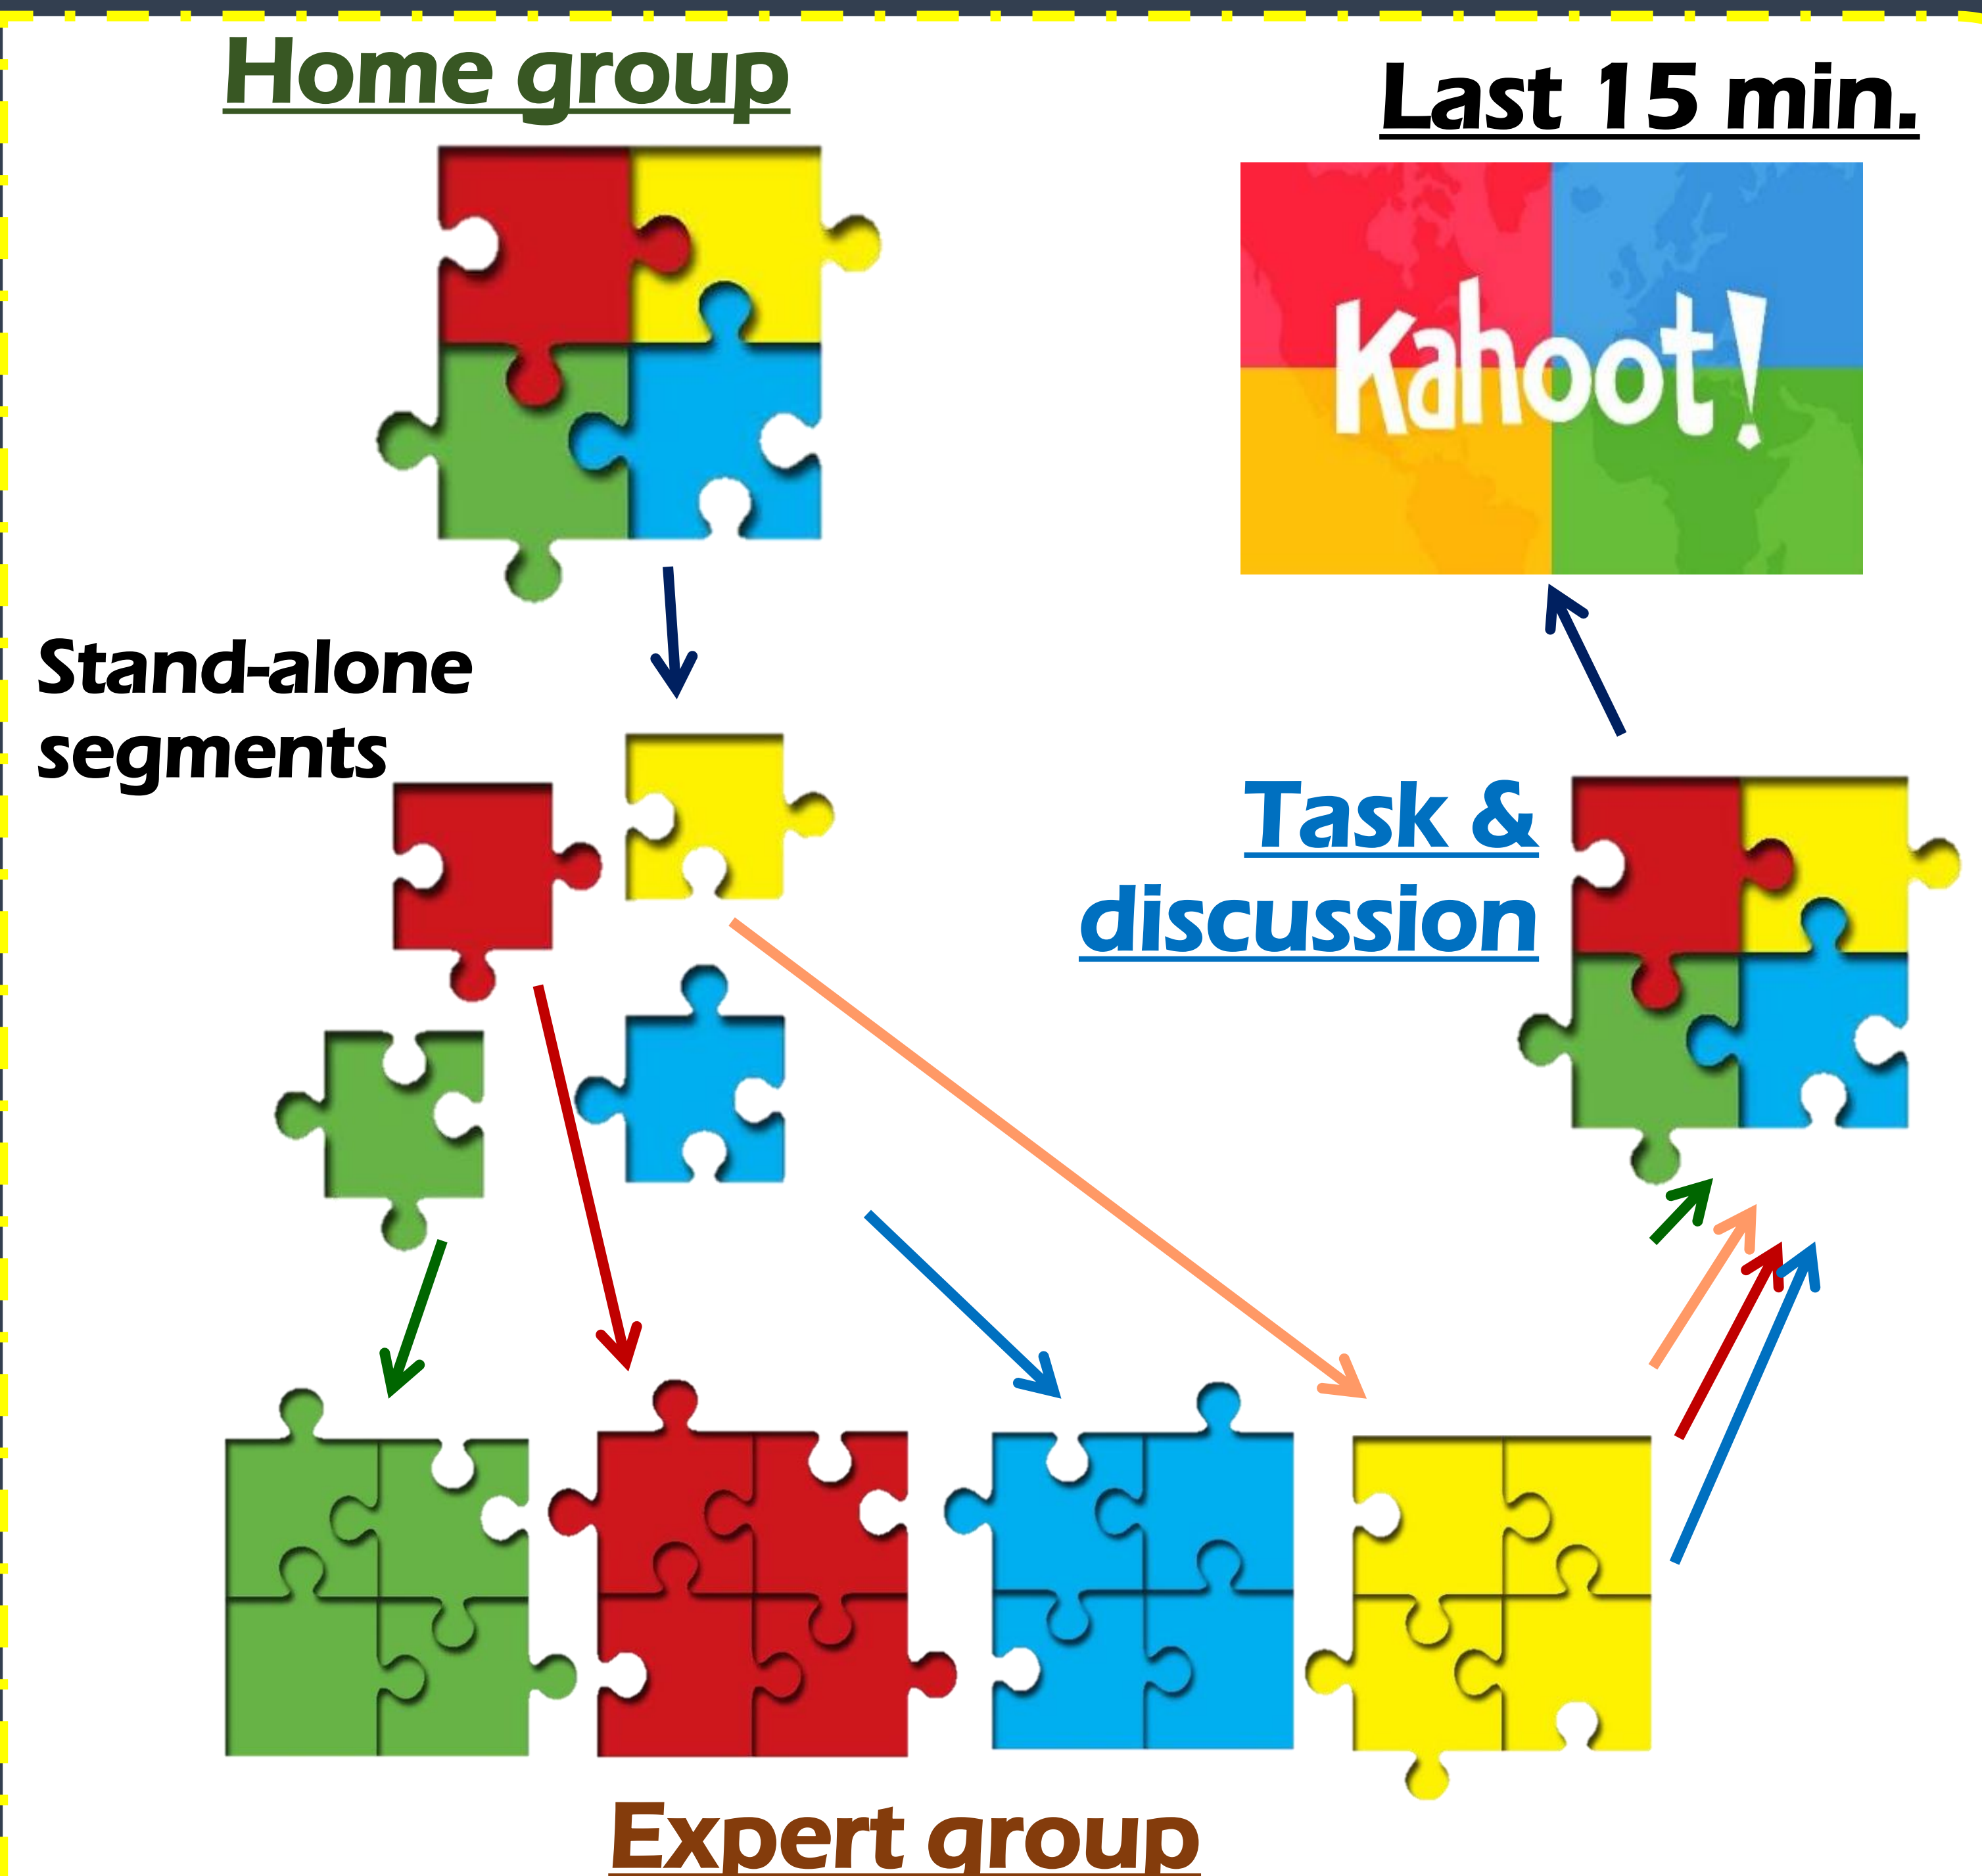 Home group
Last 15 min.
Kahoot!
Stand-alone
segments
Task &
discussion
Expert group